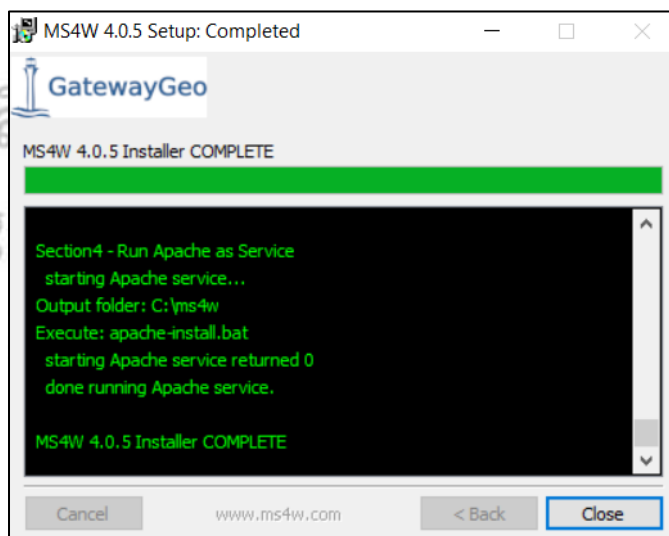 MS4W 4.0.5 Setup: Completed
GatewayGeo
MS4W 4.0.5 Installer COMPLETE
Section4 - Run Apache as Service
starting Apache service...
Output folder: C:\ms4w
Execute: apache-install.bat
starting Apache service returned 0
done running Apache service.
MS4W 4.0.5 Installer COMPLETE
Cancel
www.ms4w.com
< Back
Close